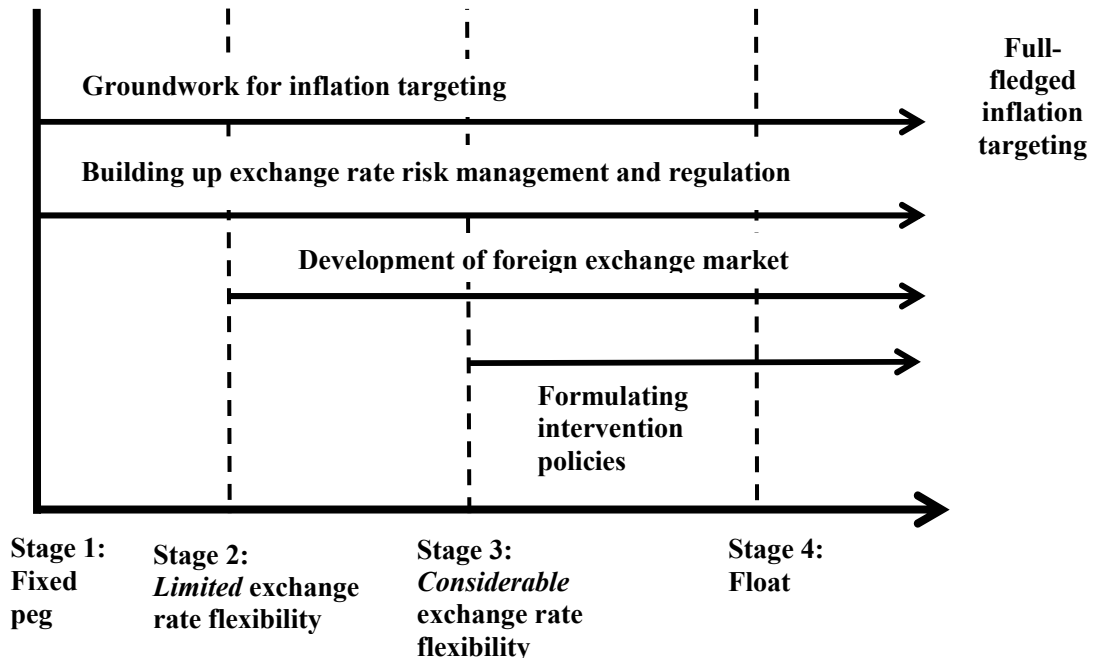 Full-
fledged
inflation
targeting
Groundwork for inflation targeting
Building up exchange rate risk management and regulation
Development of foreign exchange market
Formulating
intervention
policies
Stage 1:
Fixed
peg
Stage 2:
Limited exchange
rate flexibility
Stage 3:
Considerable
exchange rate
flexibility
Stage 4:
Float